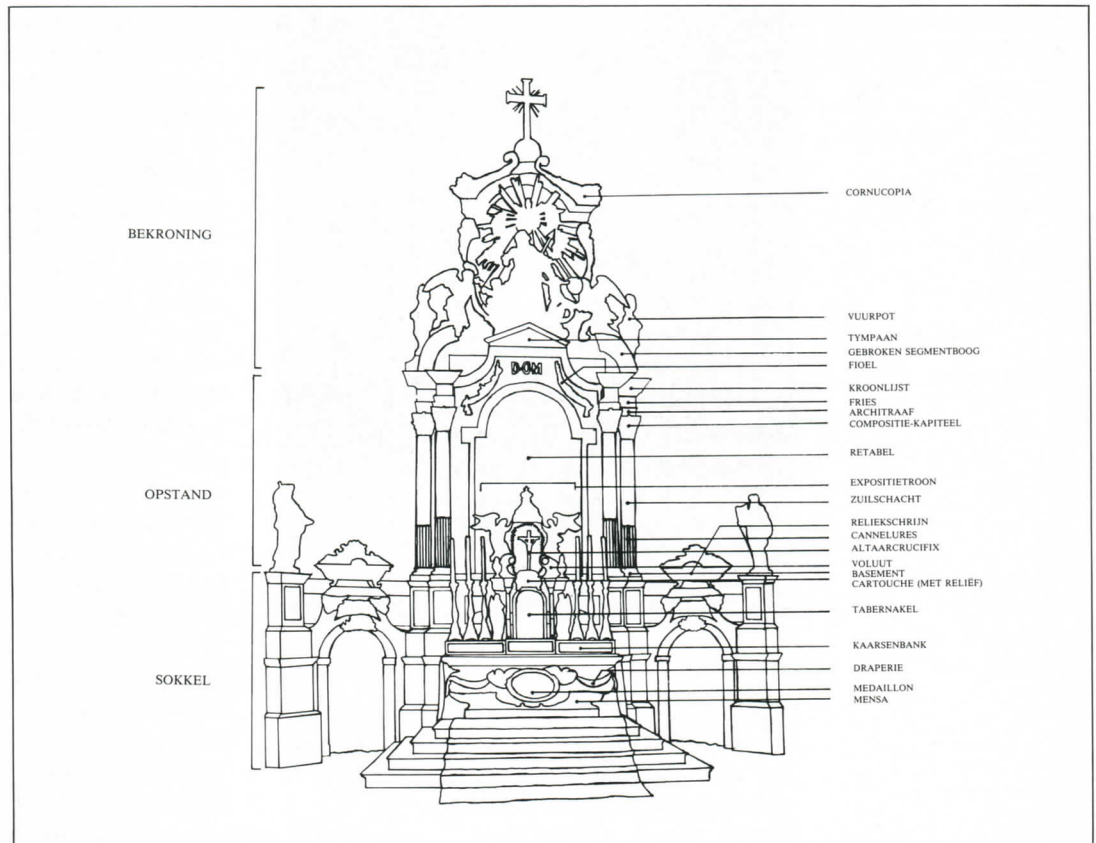 CORNUCOPIA
BEKRONING
VUURPOT
TYMPAAN
GEBROKEN SEGMENTBOOG
FIOEL
D·O·M
KROONLIJST
FRIES
ARCHITRAAF
COMPOSITIE-KAPITEEL
RETABEL
EXPOSITIETROON
OPSTAND
ZUILSCHACHT
RELIEKSCHRIJN
CANNELURES
ALTAARCRUCIFIX
VOLUUT
BASEMENT
CARTOUCHE (MET RELIËF)
TABERNAKEL
KAARSENBANK
DRAPERIE
SOKKEL
MEDAILLON
MENSA